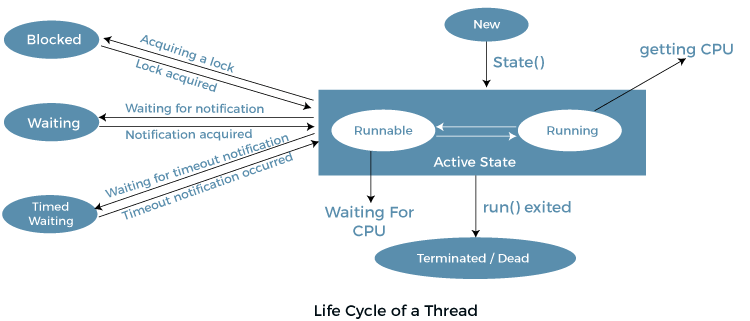 New
Blocked
Acquiring a lock
Lock acquired
State()
getting CPU
Waiting
Waiting for notification
Notification acquired
Runnable
Running
Active State
Waiting for timeout notification
Timeout notification occurred
Timed
Waiting
Waiting For
CPU
run() exited
Terminated / Dead
Life Cycle of a Thread